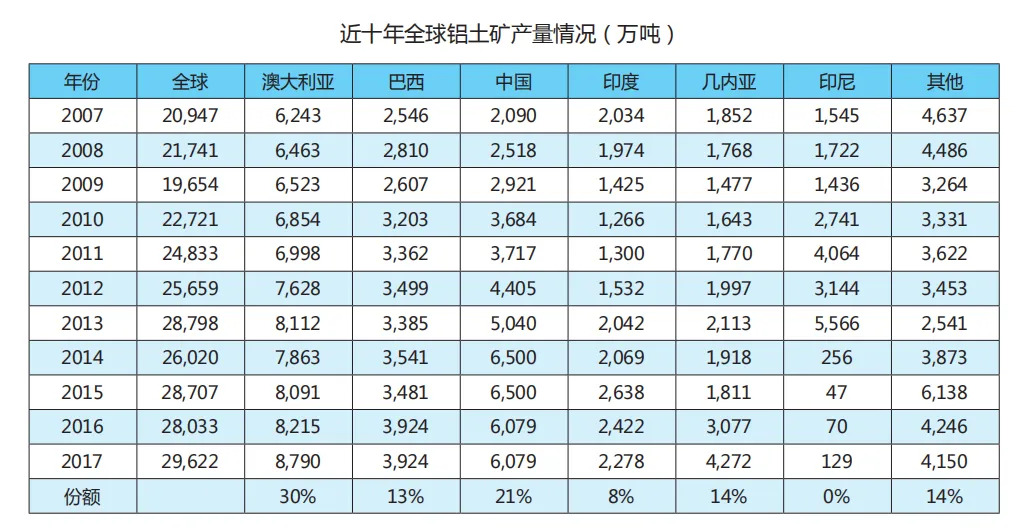 近十年全球铝土矿产量情况（万吨）
年份 全球 澳大利亚 巴西 中国 印度 几内亚 印尼 其他
2007 20,947 6,243 2,546 2,090 2,034 1,852 1,545 4,637
2008 21,741 6,463 2,810 2,518 1,974 1,768 1,722 4,486
2009 19,654 6,523 2,607 2,921 1,425 1,477 1,436 3,264
2010 22,721 6,854 3,203 3,684 1,266 1,643 2,741 3,331
2011 24,833 6,998 3,362 3,717 1,300 1,770 4,064 3,622
2012 25,659 7,628 3,499 4,405 1,532 1,997 3,144 3,453
2013 28,798 8,112 3,385 5,040 2,042 2,113 5,566 2,541
2014 26,020 7,863 3,541 6,500 2,069 1,918 256 3,873
2015 28,707 8,091 3,481 6,500 2,638 1,811 47 6,138
2016 28,033 8,215 3,924 6,079 2,422 3,077 70 4,246
2017 29,622 8,790 3,924 6,079 2,278 4,272 129 4,150
份额 30% 13% 21% 8% 14% 0% 14%